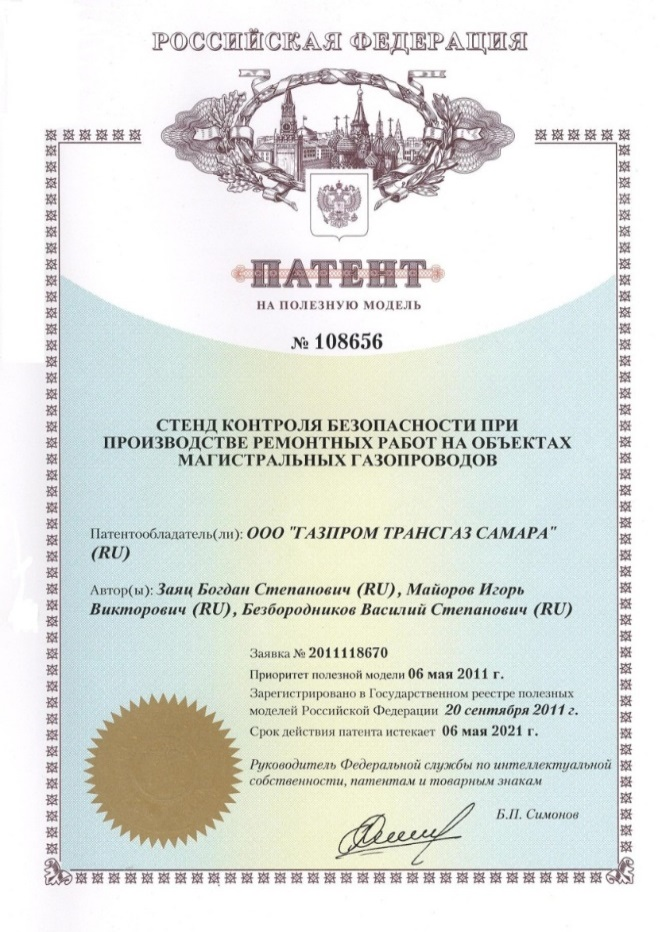 РОССИЙСКАЯ ФЕДЕРАЦИЯ
ПАТЕНТ
НА ПОЛЕЗНУЮ МОДЕЛЬ
№ 108656
СТЕНД КОНТРОЛЯ БЕЗОПАСНОСТИ ПРИ
ПРОИЗВОДСТВЕ РЕМОНТНЫХ РАБОТ НА ОБЪЕКТАХ
МАГИСТРАЛЬНЫХ ГАЗОПРОВОДОВ
Патентообладатель(ли): ООО "ГАЗПРОМ ТРАНСГАЗ САМАРА"
(RU)
Автор(ы): Заяц Богдан Степанович (RU), Майоров Игорь
Викторович (RU), Безбородников Василий Степанович (RU)
Заявка № 2011118670
Приоритет полезной модели 06 мая 2011 г.
Зарегистрировано в Государственном реестре полезных
моделей Российской Федерации 20 сентября 2011 г.
Срок действия патента истекает 06 мая 2021 г.
Руководитель Федеральной службы по интеллектуальной
собственности, патентам и товарным знакам
Б.П. Симонов